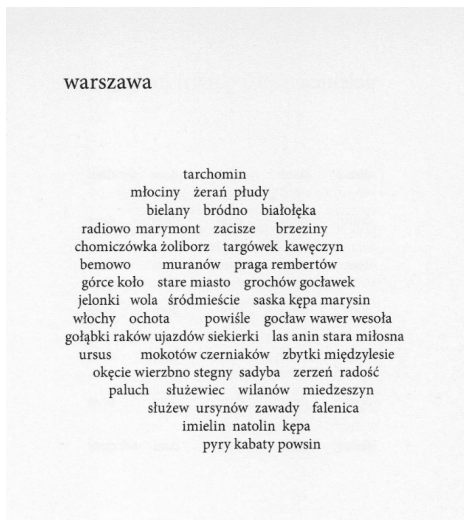 warszawa
tarchomin
młociny żerań płudy
bielany bródno białołęka
radiowo marymont zacisze brzeziny
chomiczówka żoliborz targówek kawęczyn
bemowo muranów praga rembertów
górce koło stare miasto grochów gocławek
jelonki wola śródmieście saska kępa marysin
włochy ochota powiśle gocław wawer wesoła
gołąbki raków ujazdów siekierki las anin stara miłosna
ursus mokotów czerniaków zbytki międzylesie
okęcie wierzbno stegny sadyba zerzeń radość
paluch służewiec wilanów miedzeszyn
służew ursynów zawady falenica
imielin natolin kępa
pyry kabaty powsin